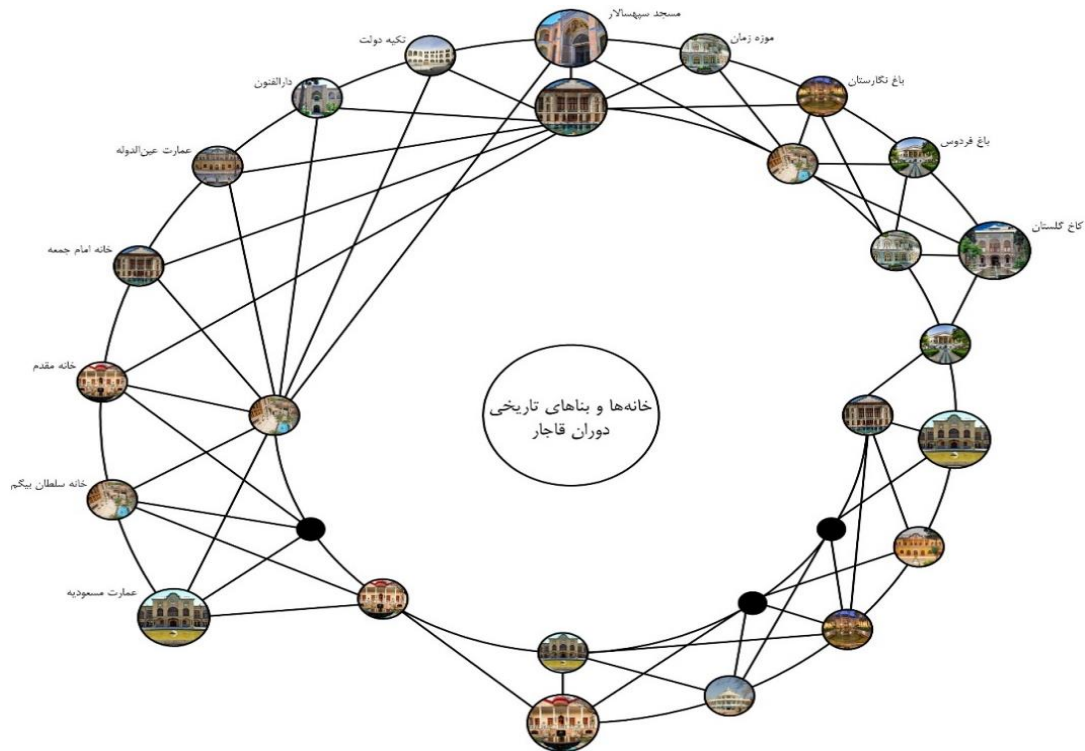 مسجد سپهسالار
تکیه دولت
موزه زمان
دارالفنون
باغ نگارستان
عمارت عین‌الدوله
باغ فردوس
خانه امام جمعه
کاخ گلستان
خانه مقدم
خانه‌ها و بناهای تاریخی
دوران قاجار
خانه سلطان بیگم
عمارت مسعودیه